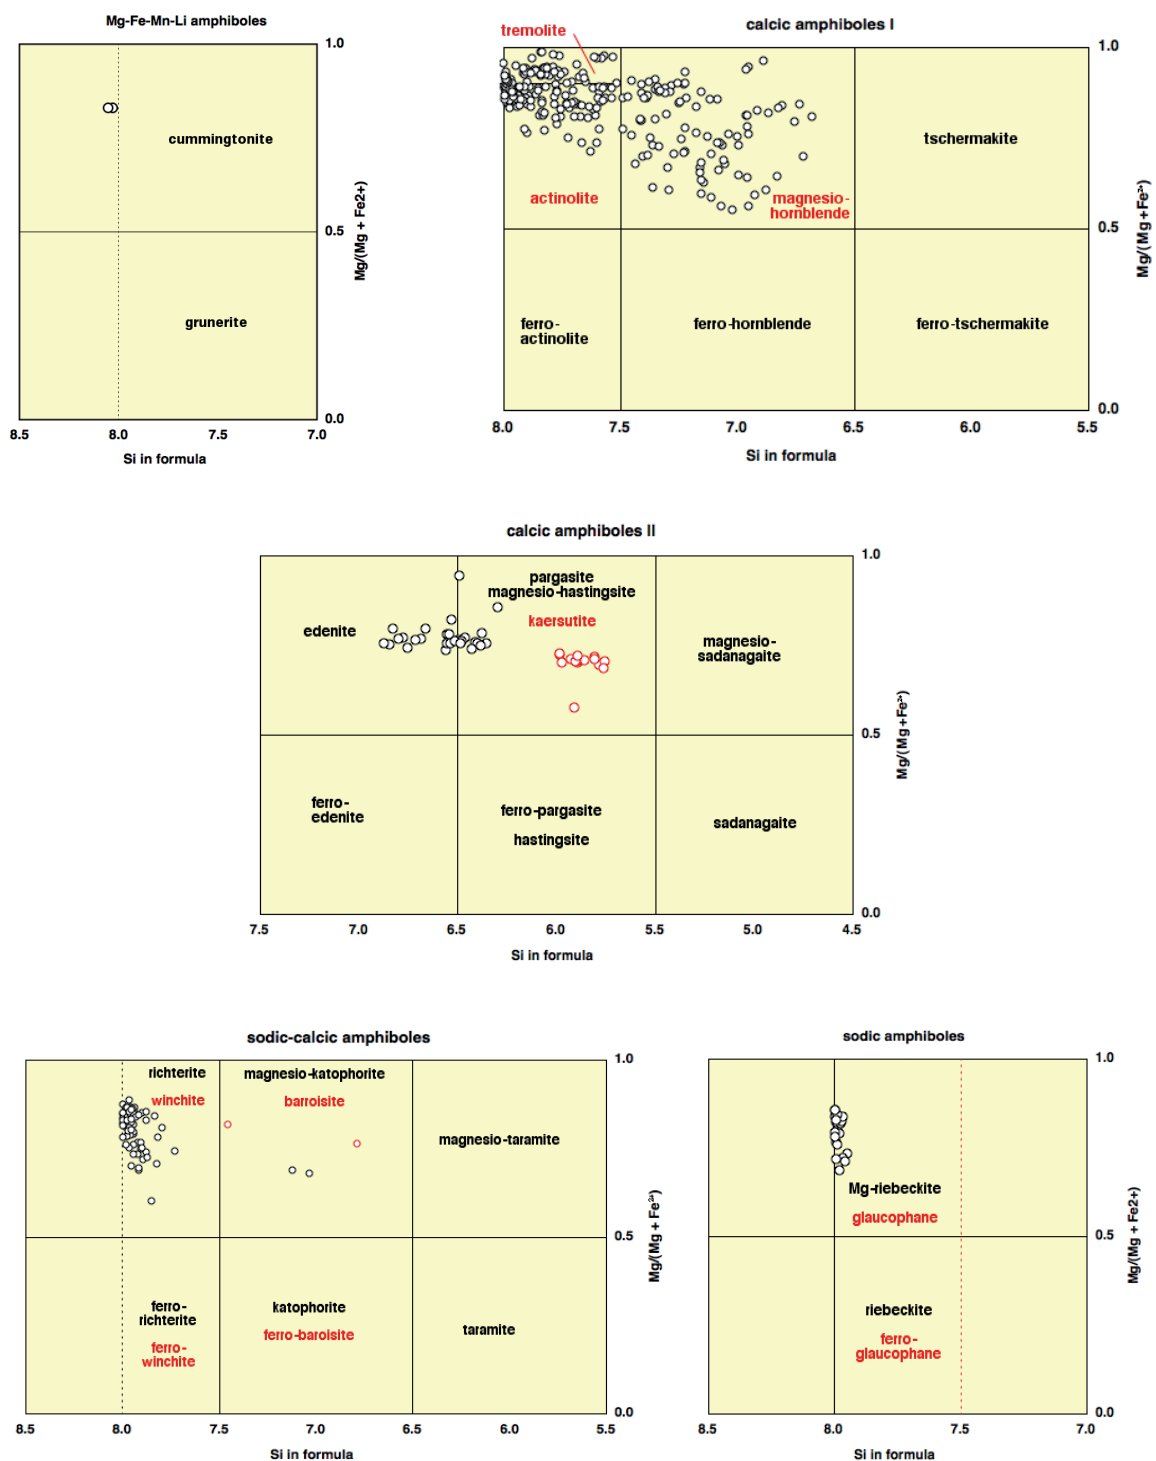 Mg-Fe-Mn-Li amphiboles
1.0
cummingtonite
0.5
Mg/(Mg + Fe2+)
grunerite
0.0
8.5 8.0 7.5 7.0
Si in formula
calcic amphiboles I
tremolite
1.0
tschermakite
actinolite
magnesio-
hornblende
0.5
Mg/(Mg+Fe²⁺)
ferro-
actinolite
ferro-hornblende
ferro-tschermakite
0.0
8.0 7.5 7.0 6.5 6.0 5.5
Si in formula
calcic amphiboles II
1.0
pargasite
magnesio-hastingsite
kaersutite
edenite
magnesio-
sadanagaite
0.5
Mg/(Mg+Fe²⁺)
ferro-
edenite
ferro-pargasite
hastingsite
sadanagaite
0.0
7.5 7.0 6.5 6.0 5.5 5.0 4.5
Si in formula
sodic-calcic amphiboles
1.0
richterite
winchite
magnesio-katophorite
barroisite
magnesio-taramite
0.5
Mg/(Mg + Fe²⁺)
ferro-
richterite
ferro-
winchite
katophorite
ferro-baroisite
taramite
0.0
8.5 8.0 7.5 7.0 6.5 6.0 5.5
Si in formula
sodic amphiboles
1.0
Mg-riebeckite
glaucophane
0.5
Mg/(Mg + Fe2+)
riebeckite
ferro-
glaucophane
0.0
8.5 8.0 7.5 7.0
Si in formula